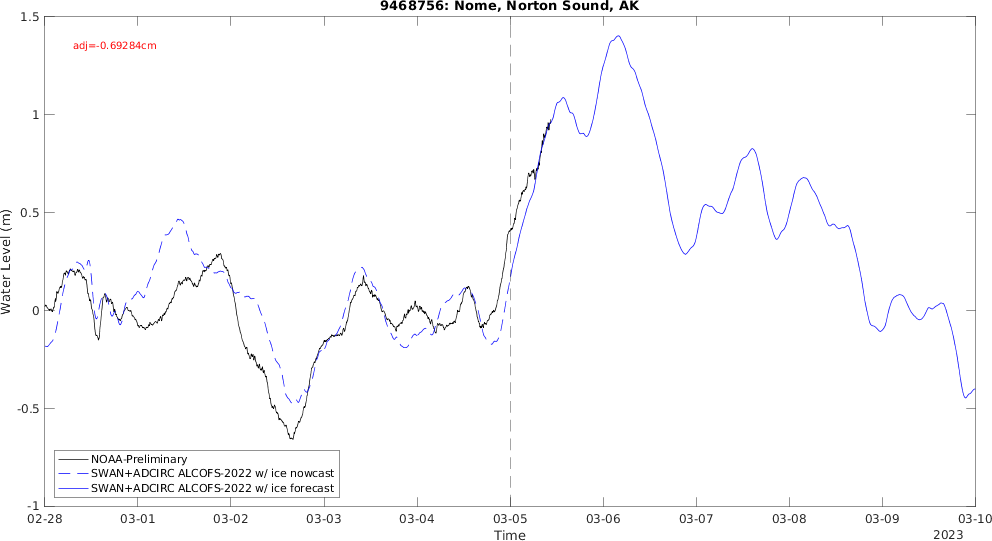 9468756: Nome, Norton Sound, AK
adj=-0.69284cm
1.5
1
0.5
0
-0.5
-1
Water Level (m)
NOAA-Preliminary
SWAN+ADCIRC ALCOFS-2022 w/ ice nowcast
SWAN+ADCIRC ALCOFS-2022 w/ ice forecast
02-28 03-01 03-02 03-03 03-04 03-05 03-06 03-07 03-08 03-09 03-10
Time
2023